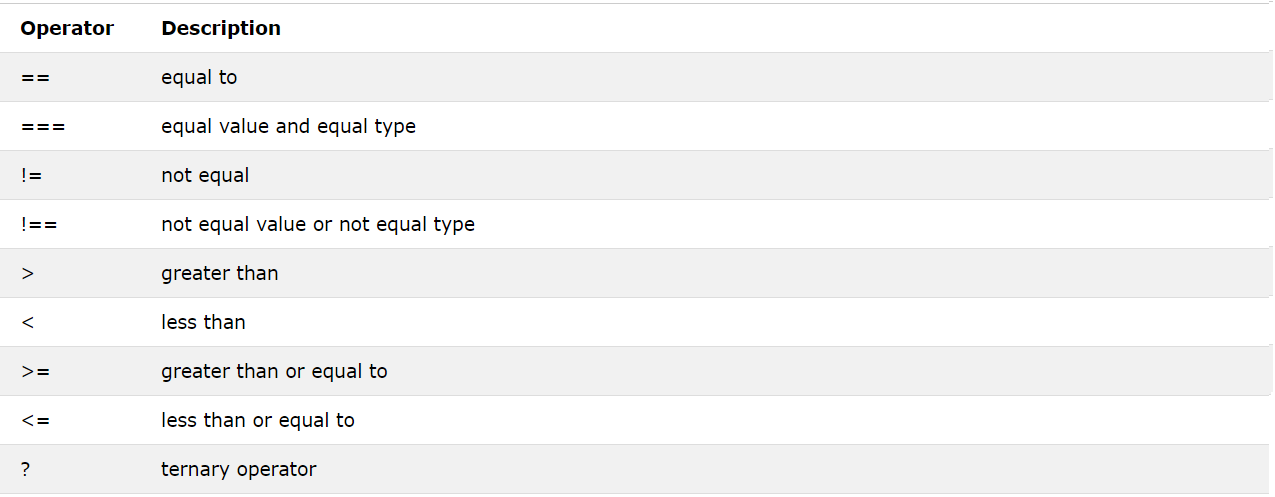 Operator Description
== equal to
=== equal value and equal type
!= not equal
!== not equal value or not equal type
> greater than
< less than
>= greater than or equal to
<= less than or equal to
? ternary operator